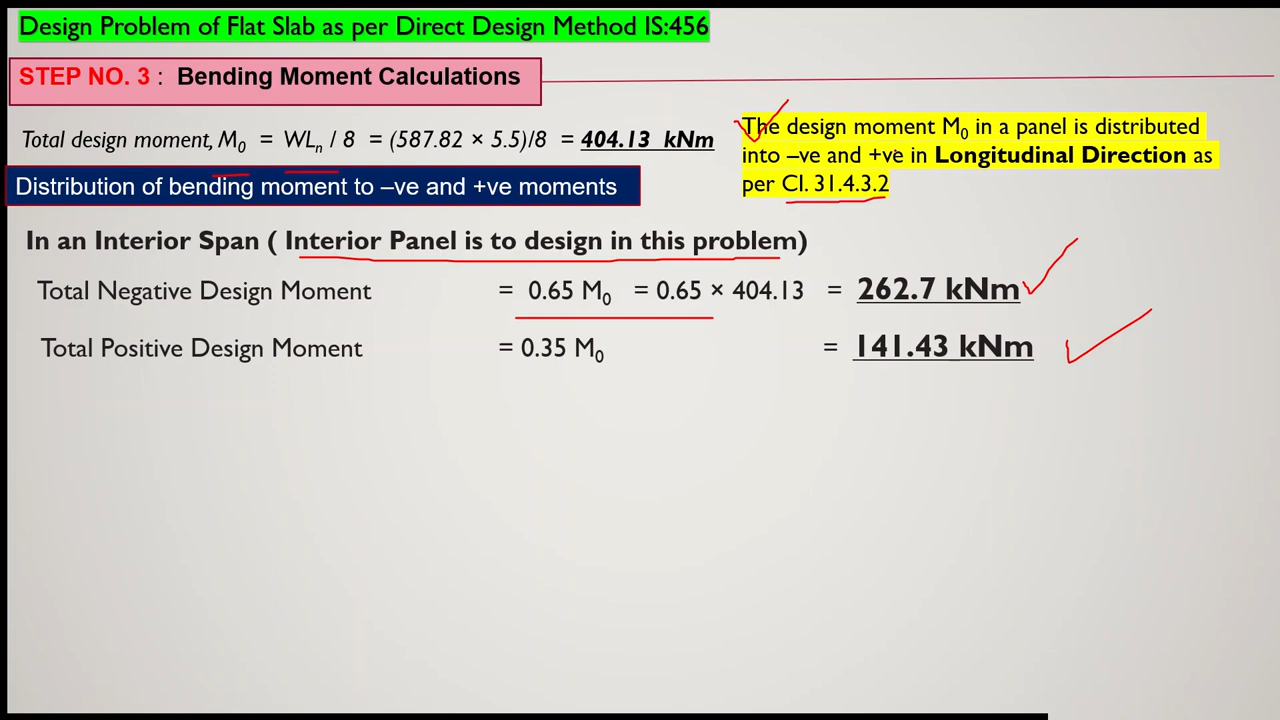 Design Problem of Flat Slab as per Direct Design Method IS:456
STEP NO. 3 : Bending Moment Calculations
Total design moment, M₀ = WLₙ / 8 = (587.82 × 5.5)/8 = 404.13 kNm
The design moment M₀ in a panel is distributed
into –ve and +ve in Longitudinal Direction as
per Cl. 31.4.3.2
Distribution of bending moment to –ve and +ve moments
In an Interior Span ( Interior Panel is to design in this problem)
Total Negative Design Moment = 0.65 M₀ = 0.65 × 404.13 = 262.7 kNm
Total Positive Design Moment = 0.35 M₀ = 141.43 kNm